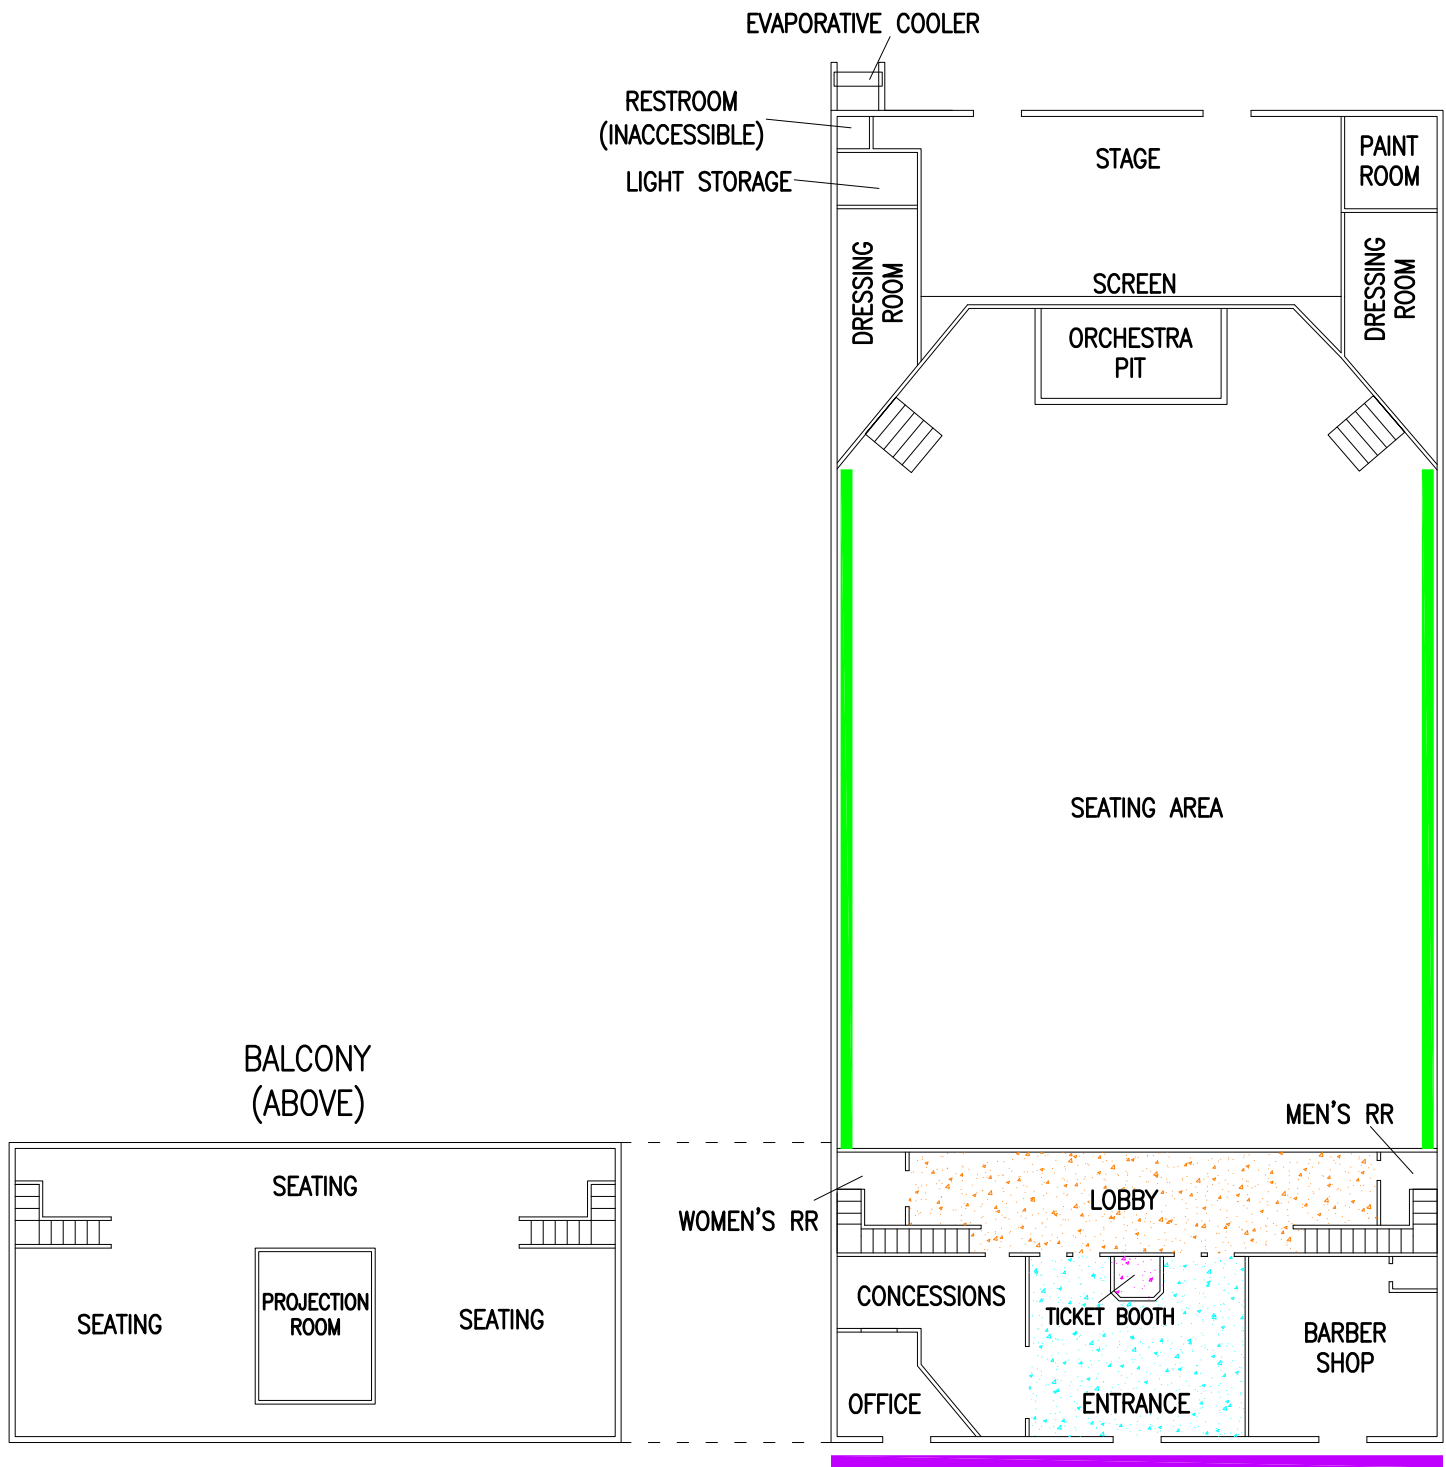 EVAPORATIVE COOLER
RESTROOM
(INACCESSIBLE)
LIGHT STORAGE
STAGE
PAINT
ROOM
DRESSING
ROOM
SCREEN
DRESSING
ROOM
ORCHESTRA
PIT
SEATING AREA
BALCONY
(ABOVE)
MEN'S RR
SEATING
WOMEN'S RR
LOBBY
PROJECTION
ROOM
SEATING
SEATING
CONCESSIONS
TICKET BOOTH
BARBER
SHOP
OFFICE
ENTRANCE